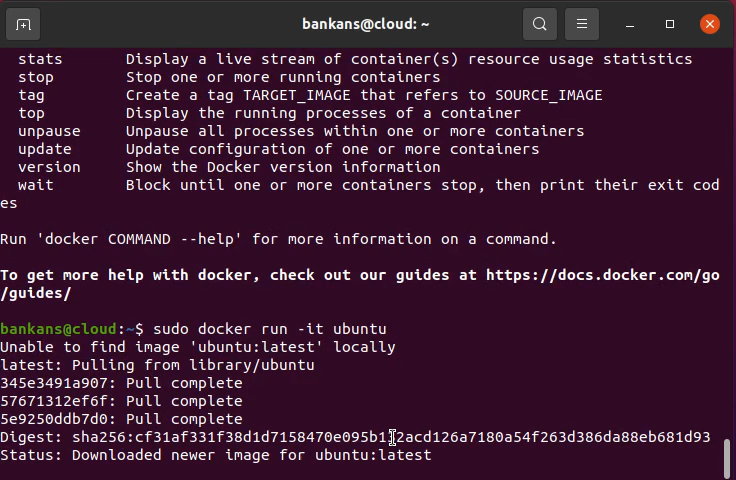 bankans@cloud: ~
stats Display a live stream of container(s) resource usage statistics
stop Stop one or more running containers
tag Create a tag TARGET_IMAGE that refers to SOURCE_IMAGE
top Display the running processes of a container
unpause Unpause all processes within one or more containers
update Update configuration of one or more containers
version Show the Docker version information
wait Block until one or more containers stop, then print their exit cod
es
Run 'docker COMMAND --help' for more information on a command.
To get more help with docker, check out our guides at https://docs.docker.com/go
/guides/
bankans@cloud:~$ sudo docker run -it ubuntu
Unable to find image 'ubuntu:latest' locally
latest: Pulling from library/ubuntu
345e3491a907: Pull complete
57671312ef6f: Pull complete
5e9250ddb7d0: Pull complete
Digest:
Status: Downloaded newer image for ubuntu:latest